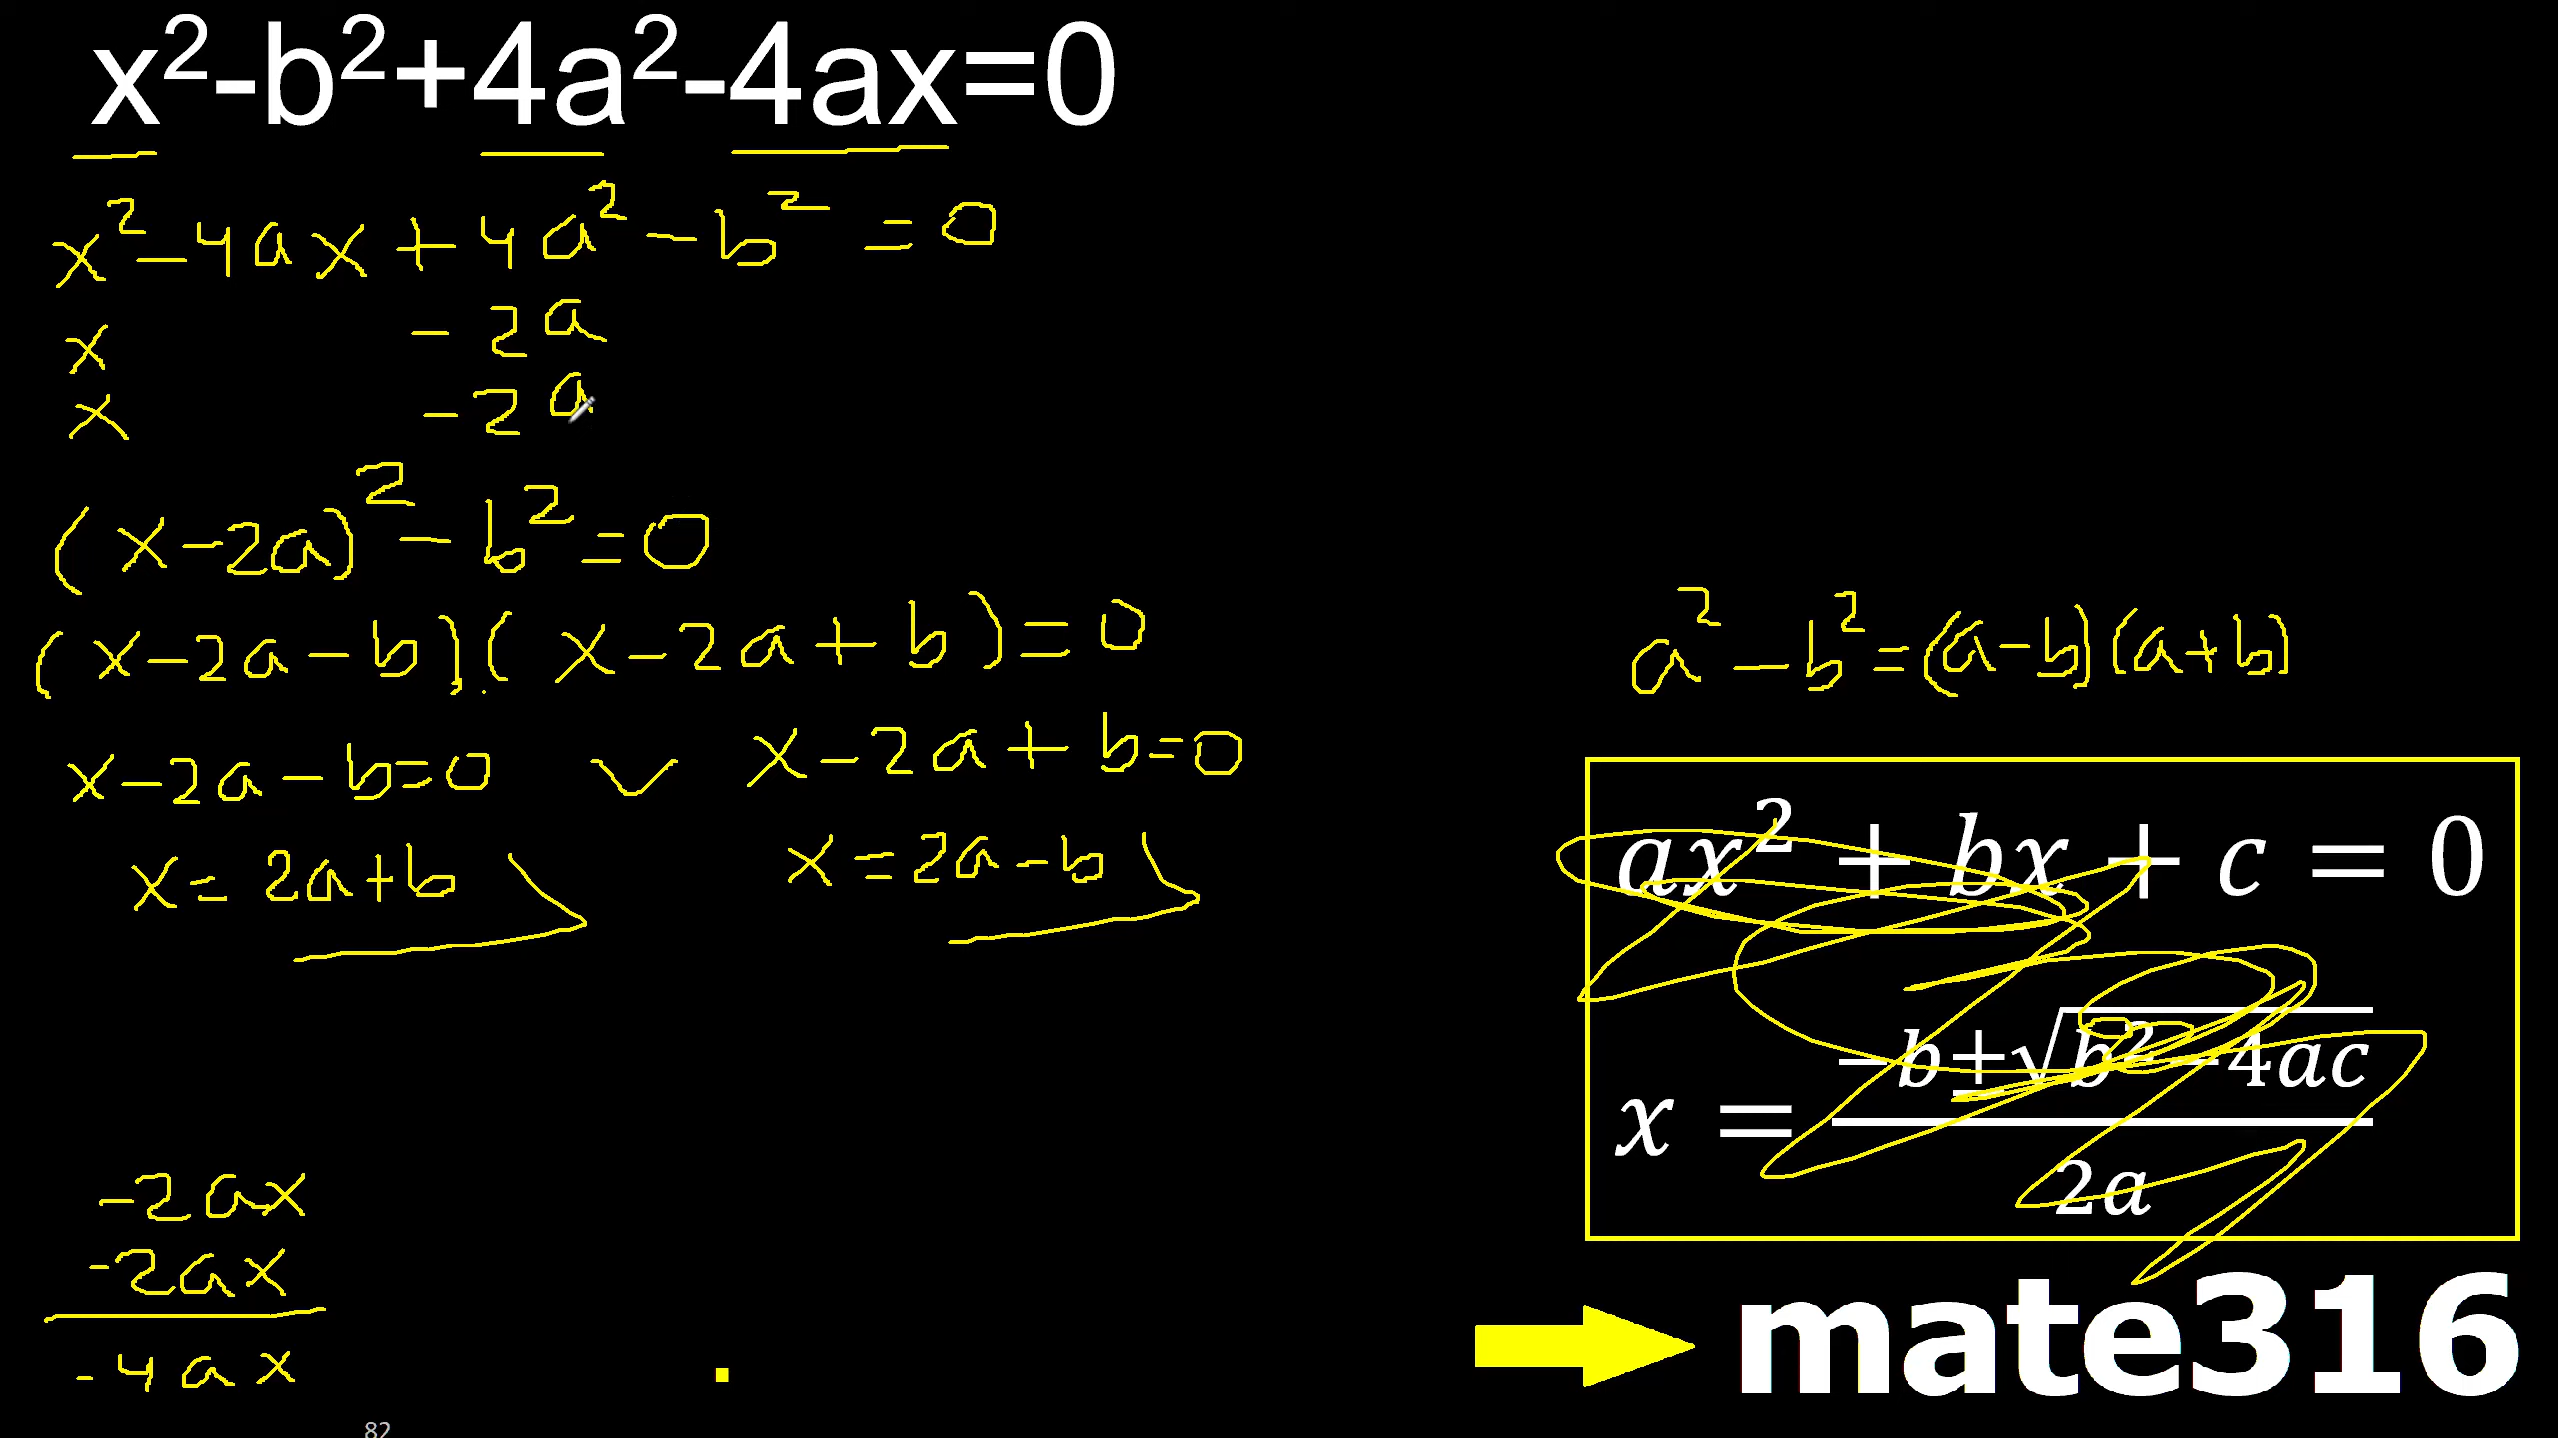 x²-b²+4a²-4ax=0
x²-4ax+4a²-b²=0
x -2a
x -2a
(x-2a)²-b²=0
(x-2a-b).(x-2a+b)=0
x-2a-b=0 ∨ x-2a+b=0
x=2a+b x=2a-b
-2ax
-2ax
-4ax
82
a²-b²=(a-b)(a+b)
ax²+bx+c=0
x=\frac{-b±√(b²-4ac)}{2a}
mate316